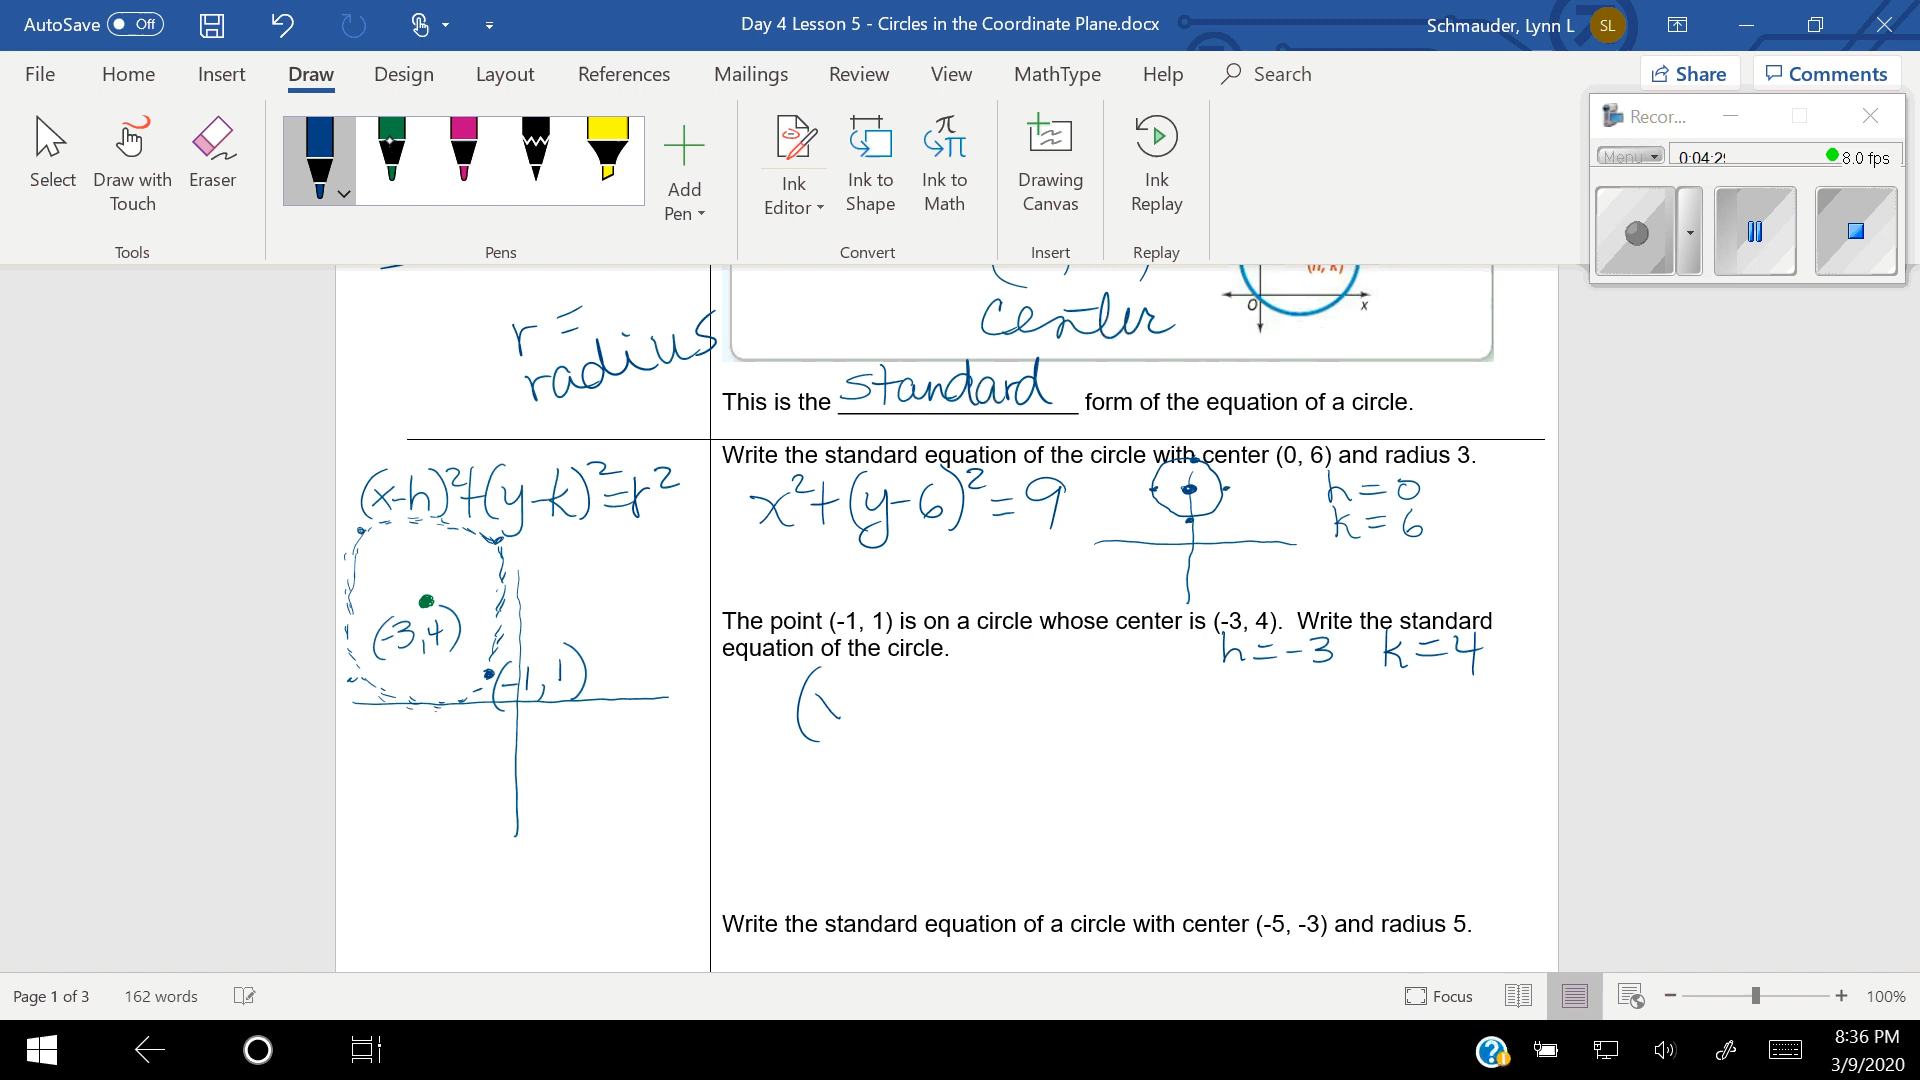 AutoSave Off
Day 4 Lesson 5 - Circles in the Coordinate Plane.docx
Schmauder, Lynn L
SL
File Home Insert Draw Design Layout References Mailings Review View MathType Help Search
Share Comments
Select
Draw with Touch
Eraser
Add Pen
Ink Editor
Ink to Shape
Ink to Math
Drawing Canvas
Ink Replay
Tools Pens Convert Insert Replay
Recor...
Menu 0:04:29 8.0 fps
(h, k)
O x
center
r =
radius
This is the standard form of the equation of a circle.
Write the standard equation of the circle with center (0, 6) and radius 3.
(x-h)²+(y-k)²=r²
x²+(y-6)²=9
h=0
k=6
(-3,4)
(-1,1)
The point (-1, 1) is on a circle whose center is (-3, 4). Write the standard
equation of the circle.
h=-3 k=4
(
Write the standard equation of a circle with center (-5, -3) and radius 5.
Page 1 of 3 162 words Focus 100%
8:36 PM
3/9/2020